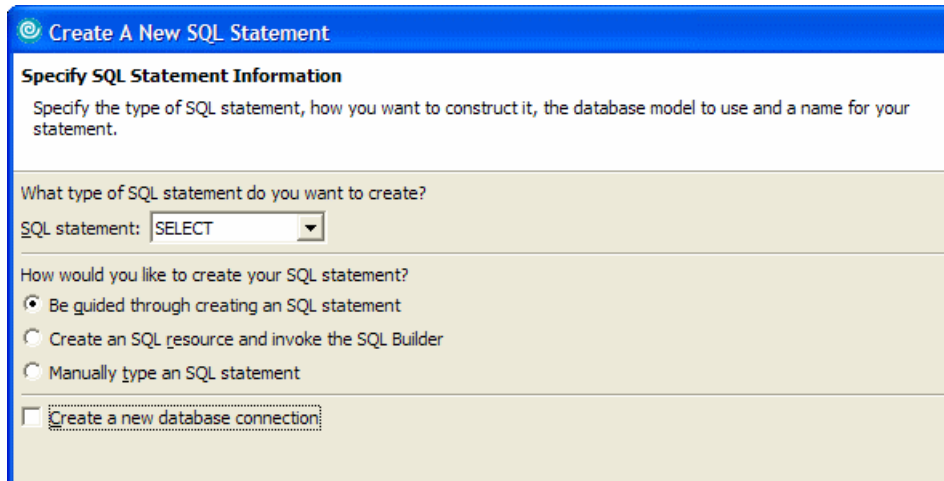 Create A New SQL Statement
Specify SQL Statement Information
Specify the type of SQL statement, how you want to construct it, the database model to use and a name for your
statement.
What type of SQL statement do you want to create?
SQL statement: SELECT
How would you like to create your SQL statement?
Be guided through creating an SQL statement
Create an SQL resource and invoke the SQL Builder
Manually type an SQL statement
Create a new database connection